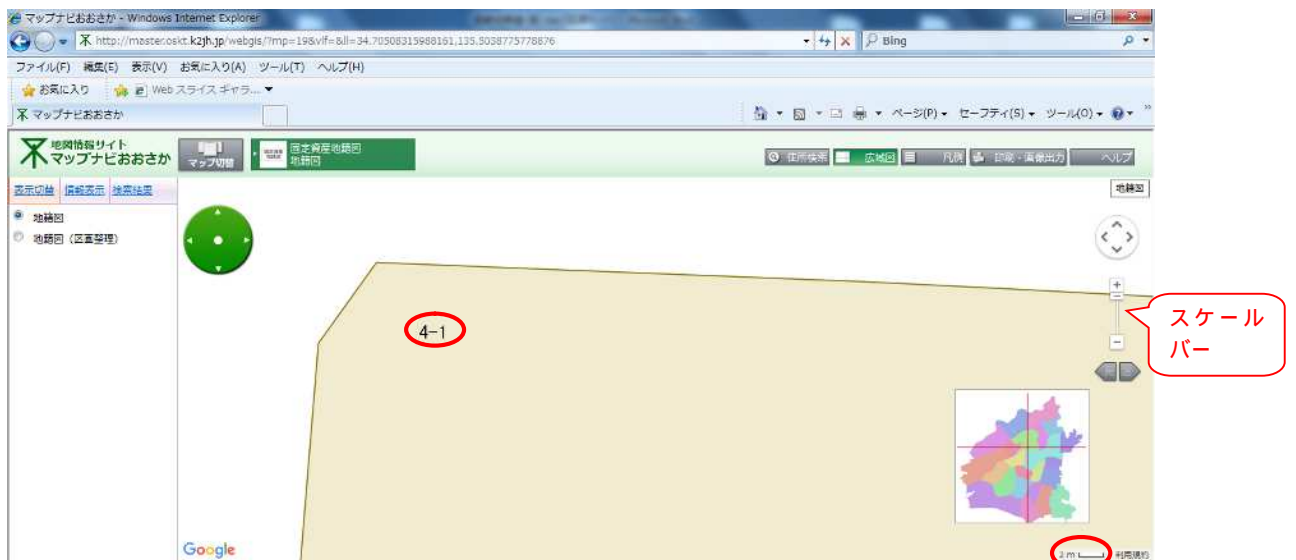 マップナビおおさか - Windows Internet Explorer
http://master.oskt.k2jh.jp/webgis/?mp=19&vlf=&ll=34.70508315988161,135.5038775778876
Bing
ファイル(F) 編集(E) 表示(V) お気に入り(A) ツール(T) ヘルプ(H)
お気に入り Web スライス ギャラ...
マップナビおおさか
ページ(P) セーフティ(S) ツール(O)
地図情報サイト
マップナビおおさか
マップ切替
固定資産地籍図
地籍図
住所検索 広域図 凡例 印刷・画像出力 ヘルプ
表示切替 情報表示 検索結果
地籍図
地籍図
地籍図（区画整理）
4-1
スケール
バー
Google
2 m
利用規約